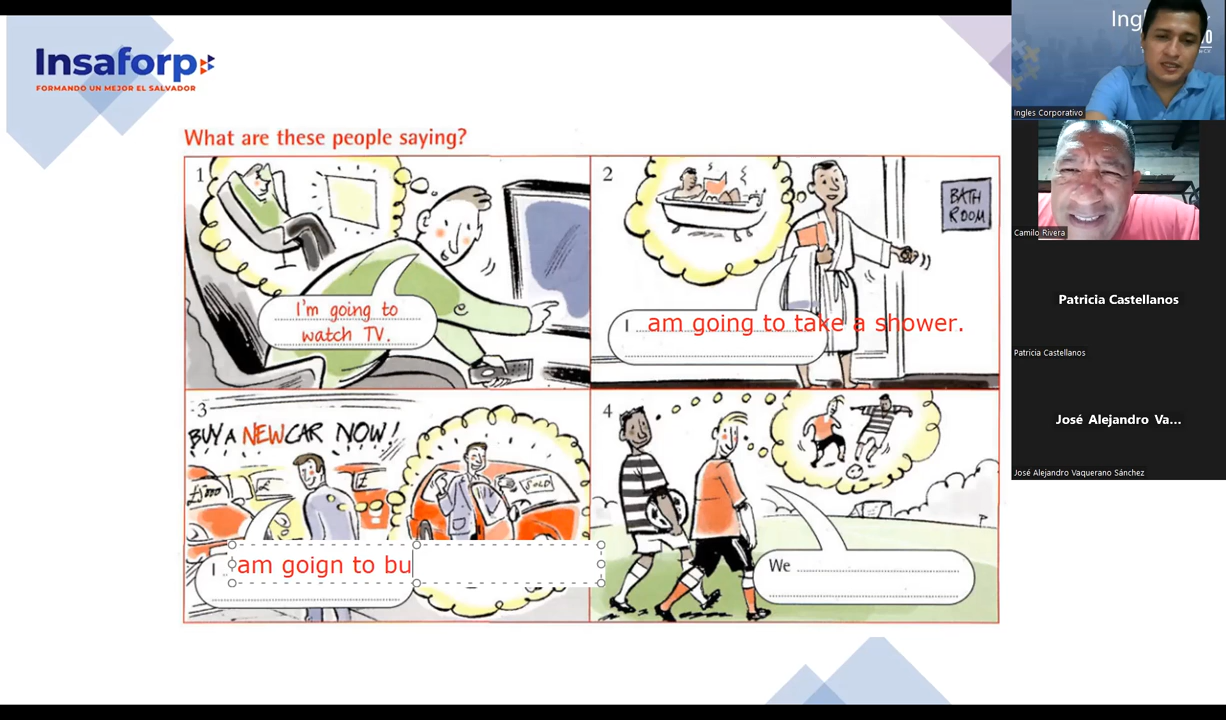 Insaforp
FORMANDO UN MEJOR EL SALVADOR
What are these people saying?
1
I'm going to
watch TV.
2
BATH
ROOM
I am going to take a shower.
3
BUY A NEW CAR NOW!
SOLD
I am goign to bu
4
We
Ingles Corporativo
Camilo Rivera
Patricia Castellanos
Patricia Castellanos
José Alejandro Va...
José Alejandro Vaquerano Sánchez